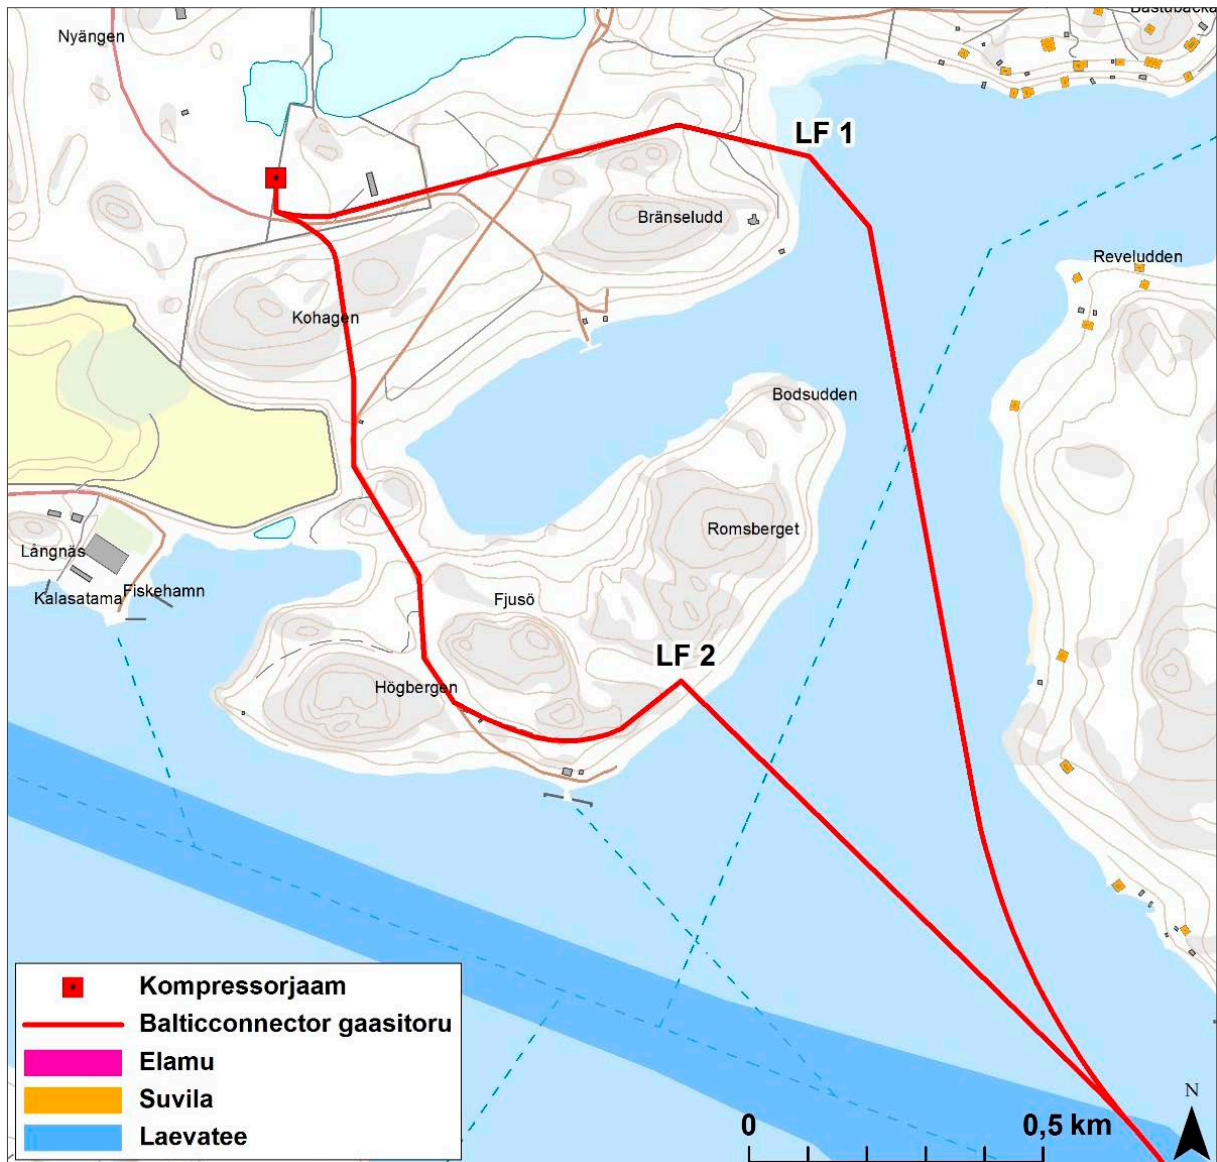 Bastubacka
Nyängen
LF 1
Bränseludd
Reveludden
Kohagen
Bodsudden
Romsberget
Långnäs
Kalasatama
Fiskehamn
Fjusö
LF 2
Högbergen
Kompressorjaam
Balticconnector gaasitoru
Elamu
Suvila
Laevatee
0
0,5 km
N